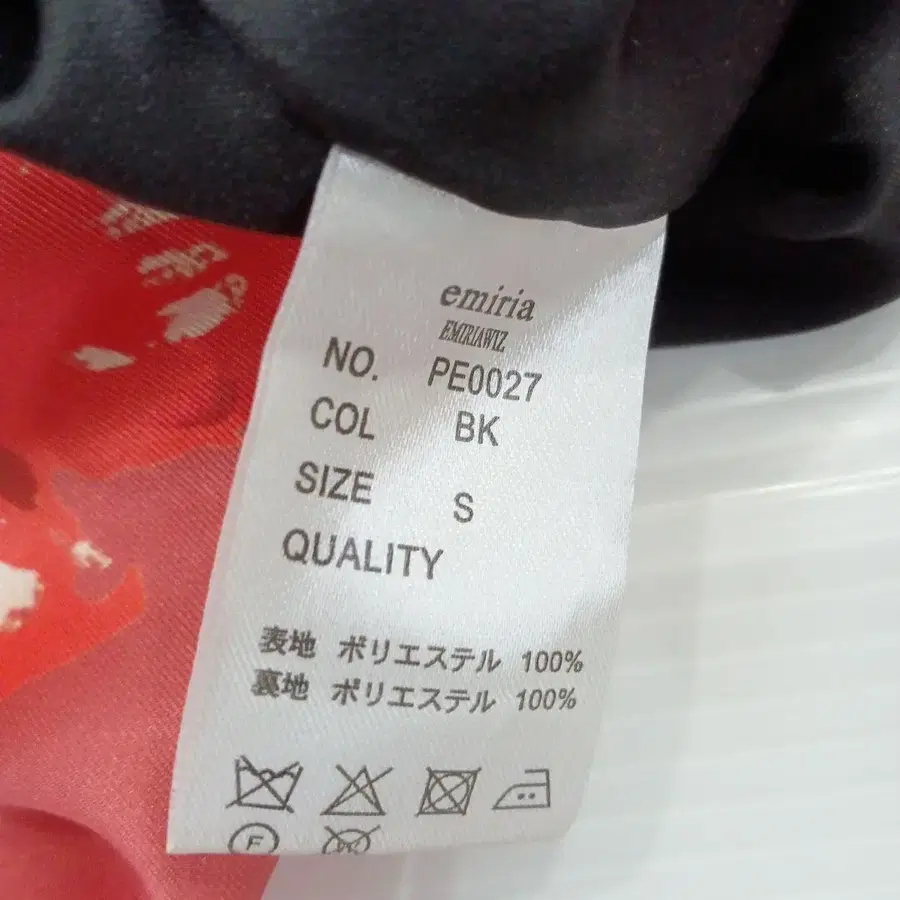 emiria
EMIRIAWIZ
NO. PE0027
COL BK
SIZE S
QUALITY
表地 ポリエステル 100%
裏地 ポリエステル 100%
F